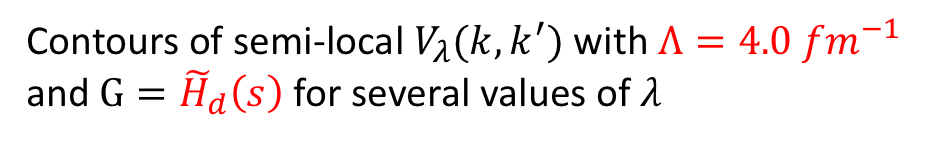 Contours of semi-local V_λ(k, k′) with Λ = 4.0 fm⁻¹
and G = H̃_d(s) for several values of λ